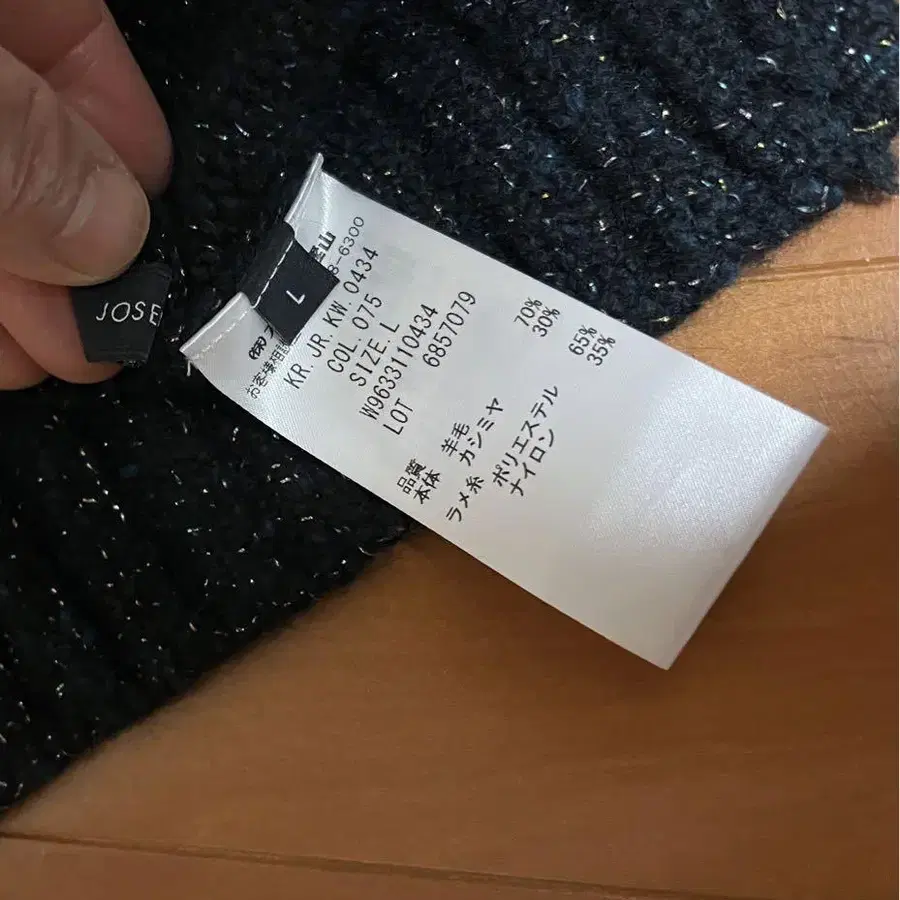 JOSE
L
3-6300
KR. JR. KW. 0434
COL. 075
SIZE. L
W9633110434
LOT 6857079
品質
本体 羊毛 70%
カシミヤ 30%
ラメ糸 ポリエステル 65%
ナイロン 35%